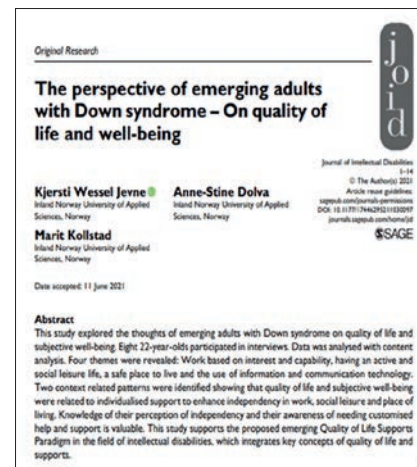 Original Research
joid
The perspective of emerging adults
with Down syndrome – On quality of
life and well-being
Journal of Intellectual Disabilities
1–14
© The Author(s) 2021
Article reuse guidelines:
sagepub.com/journals-permissions
DOI: 10.1177/17446295211030097
journals.sagepub.com/home/jid
SAGE
Kjersti Wessel Jevne
Inland Norway University of Applied
Sciences, Norway
Anne-Stine Dolva
Inland Norway University of Applied
Sciences, Norway
Marit Kollstad
Inland Norway University of Applied
Sciences, Norway
Date accepted: 11 June 2021
Abstract
This study explored the thoughts of emerging adults with Down syndrome on quality of life and
subjective well-being. Eight 22-year-olds participated in interviews. Data was analysed with content
analysis. Four themes were revealed: Work based on interest and capability, having an active and
social leisure life, a safe place to live and the use of information and communication technology.
Two context related patterns were identified showing that quality of life and subjective well-being
were related to individualised support to enhance independency in work, social leisure and place of
living. Knowledge of their perception of independency and their awareness of needing customised
help and support is valuable. This study supports the proposed emerging Quality of Life Supports
Paradigm in the field of intellectual disabilities, which integrates key concepts of quality of life and
supports.